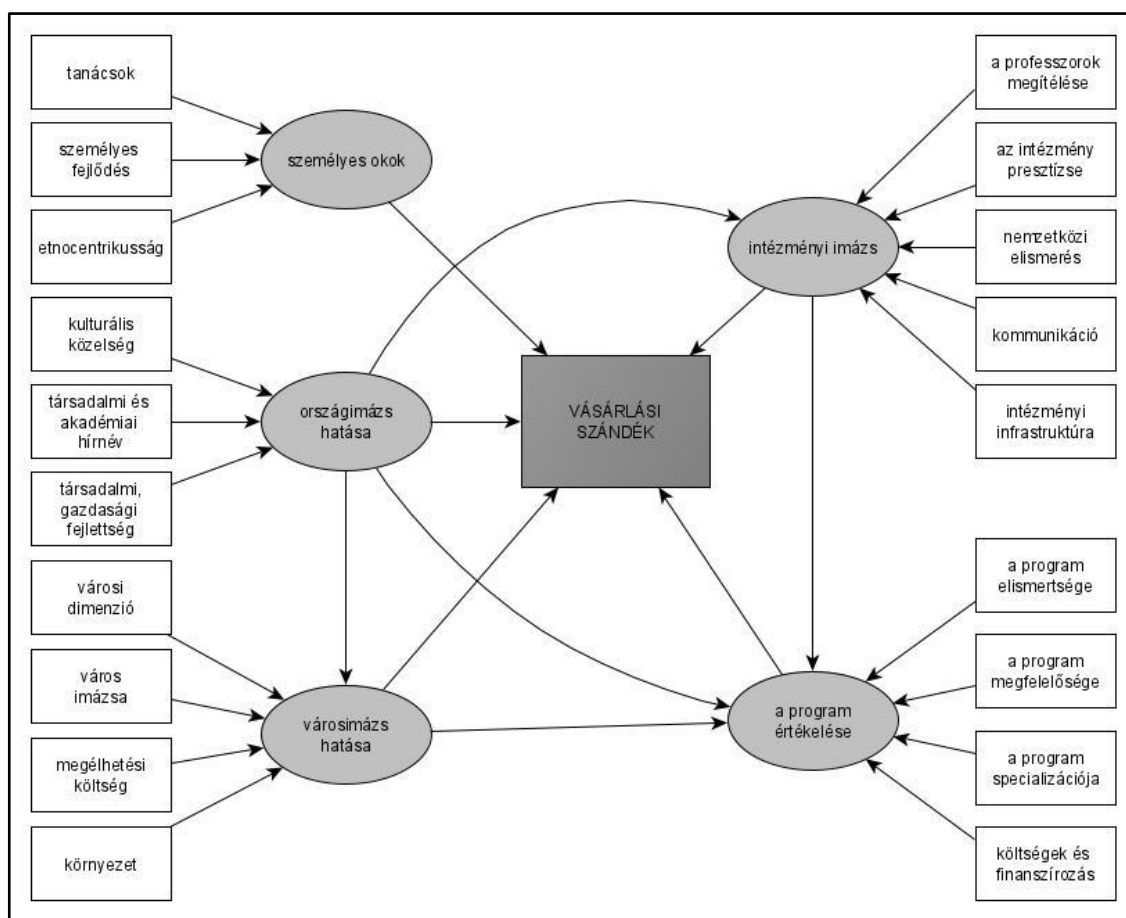 tanácsok
személyes
fejlődés
etnocentrikusság
kulturális
közelség
társadalmi és
akadémiai
hírnév
társadalmi,
gazdasági
fejlettség
városi
dimenzió
város
imázsa
megélhetési
költség
környezet
személyes okok
országimázs
hatása
városimázs
hatása
VÁSÁRLÁSI
SZÁNDÉK
intézményi imázs
a program
értékelése
a professzorok
megítélése
az intézmény
presztízse
nemzetközi
elismerés
kommunikáció
intézményi
infrastruktúra
a program
elismertsége
a program
megfelelősége
a program
specializációja
költségek és
finanszírozás